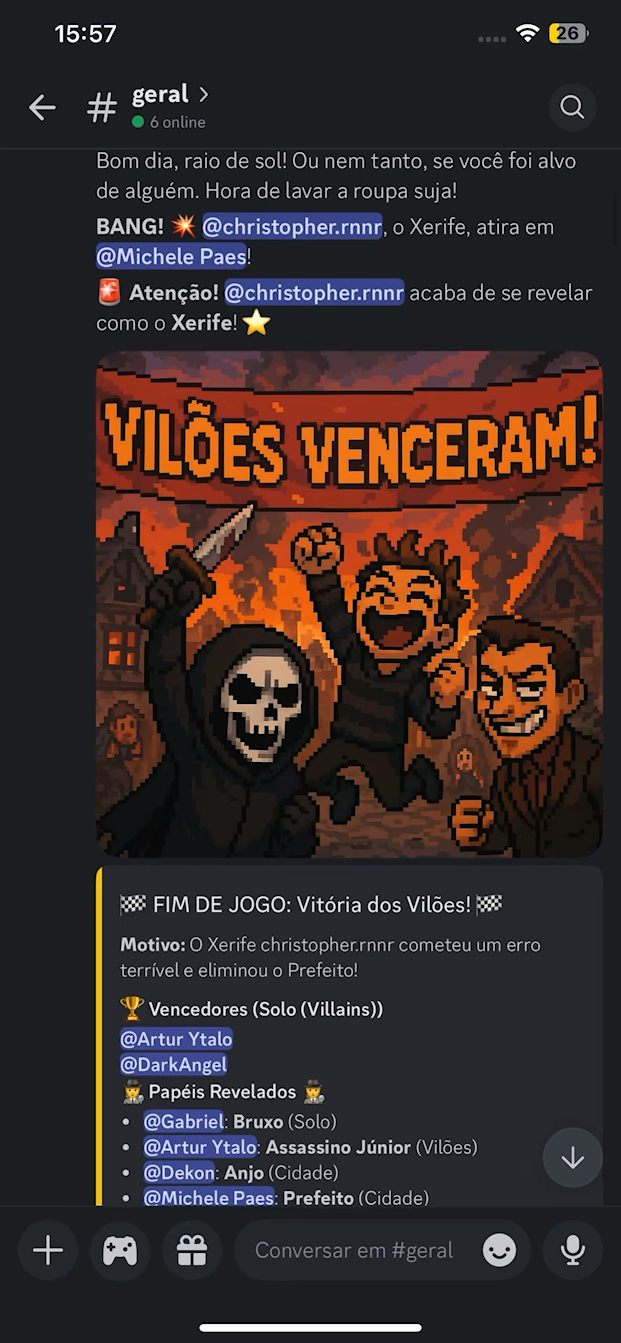 15:57
26
geral
6 online
Bom dia, raio de sol! Ou nem tanto, se você foi alvo
de alguém. Hora de lavar a roupa suja!
BANG! 💥 @christopher.rnnr, o Xerife, atira em
@Michele Paes!
🚨 Atenção! @christopher.rnnr acaba de se revelar
como o Xerife! ⭐
VILÕES VENCERAM!
🏁 FIM DE JOGO: Vitória dos Vilões! 🏁
Motivo: O Xerife christopher.rnnr cometeu um erro
terrível e eliminou o Prefeito!
🏆 Vencedores (Solo (Villains))
@Artur Ytalo
@DarkAngel
🕵️ Papéis Revelados 🕵️
• @Gabriel: Bruxo (Solo)
• @Artur Ytalo: Assassino Júnior (Vilões)
• @Dekon: Anjo (Cidade)
• @Michele Paes: Prefeito (Cidade)
Conversar em #geral